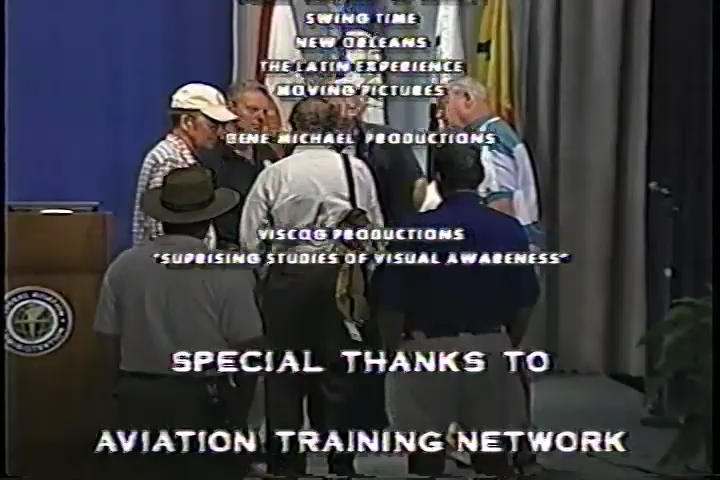 SWING TIME
NEW ORLEANS
THE LATIN EXPERIENCE
MOVING PICTURES
GENE MICHAEL PRODUCTIONS
VISCOG PRODUCTIONS
"SUPRISING STUDIES OF VISUAL AWARENESS"
SPECIAL THANKS TO
AVIATION TRAINING NETWORK